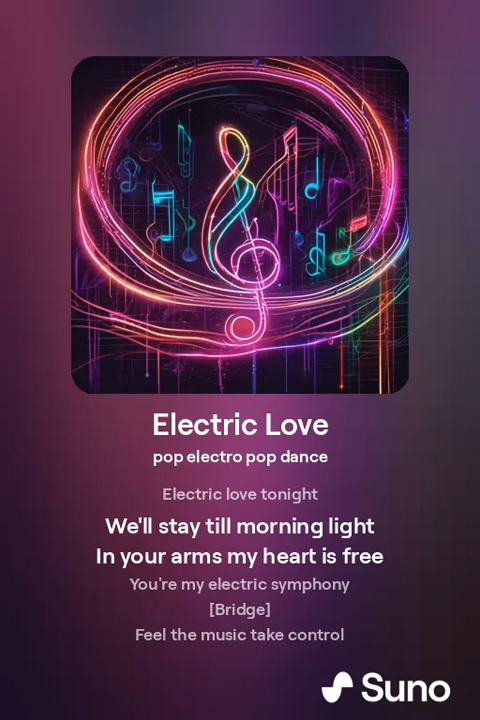 Electric Love
pop electro pop dance
Electric love tonight
We'll stay till morning light
In your arms my heart is free
You're my electric symphony
[Bridge]
Feel the music take control
Suno